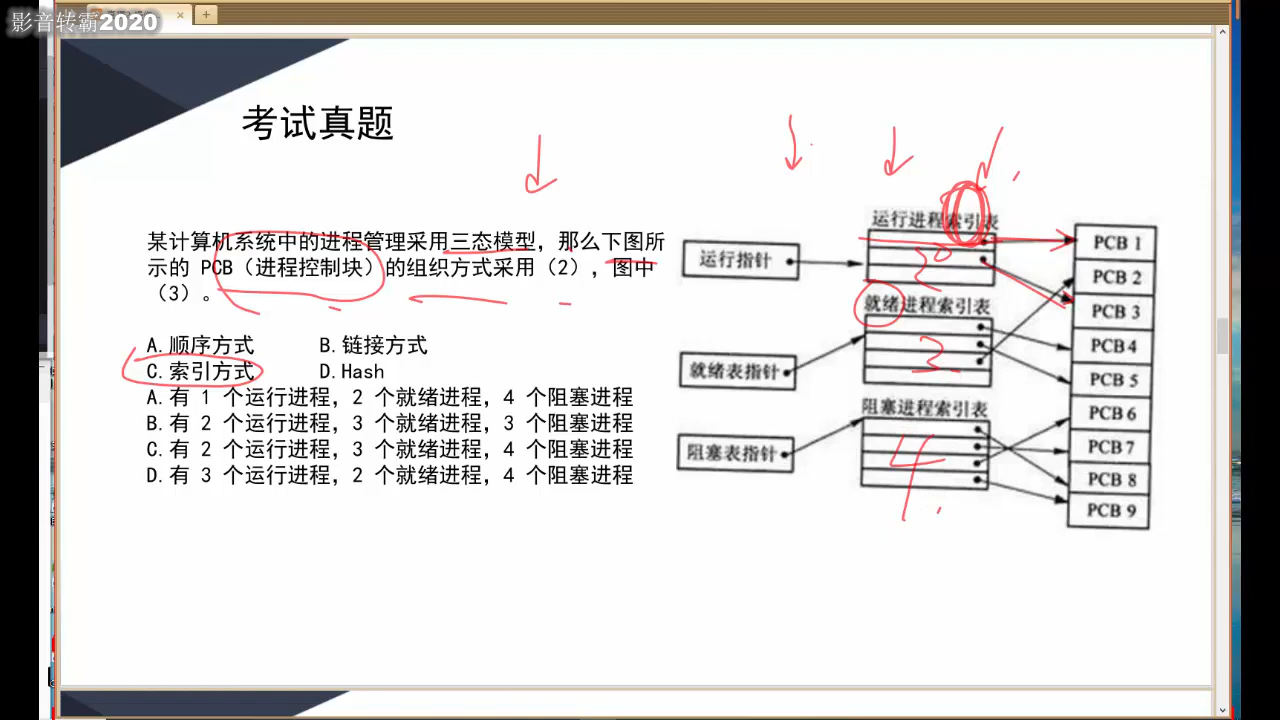 影音转霸2020
考试真题
某计算机系统中的进程管理采用三态模型，那么下图所
示的 PCB（进程控制块）的组织方式采用（2），图中
（3）。
A.顺序方式 B.链接方式
C.索引方式 D.Hash
A.有 1 个运行进程，2 个就绪进程，4 个阻塞进程
B.有 2 个运行进程，3 个就绪进程，3 个阻塞进程
C.有 2 个运行进程，3 个就绪进程，4 个阻塞进程
D.有 3 个运行进程，2 个就绪进程，4 个阻塞进程
运行进程索引表
运行指针
2
就绪进程索引表
就绪表指针
3
阻塞进程索引表
阻塞表指针
4
PCB 1
PCB 2
PCB 3
PCB 4
PCB 5
PCB 6
PCB 7
PCB 8
PCB 9